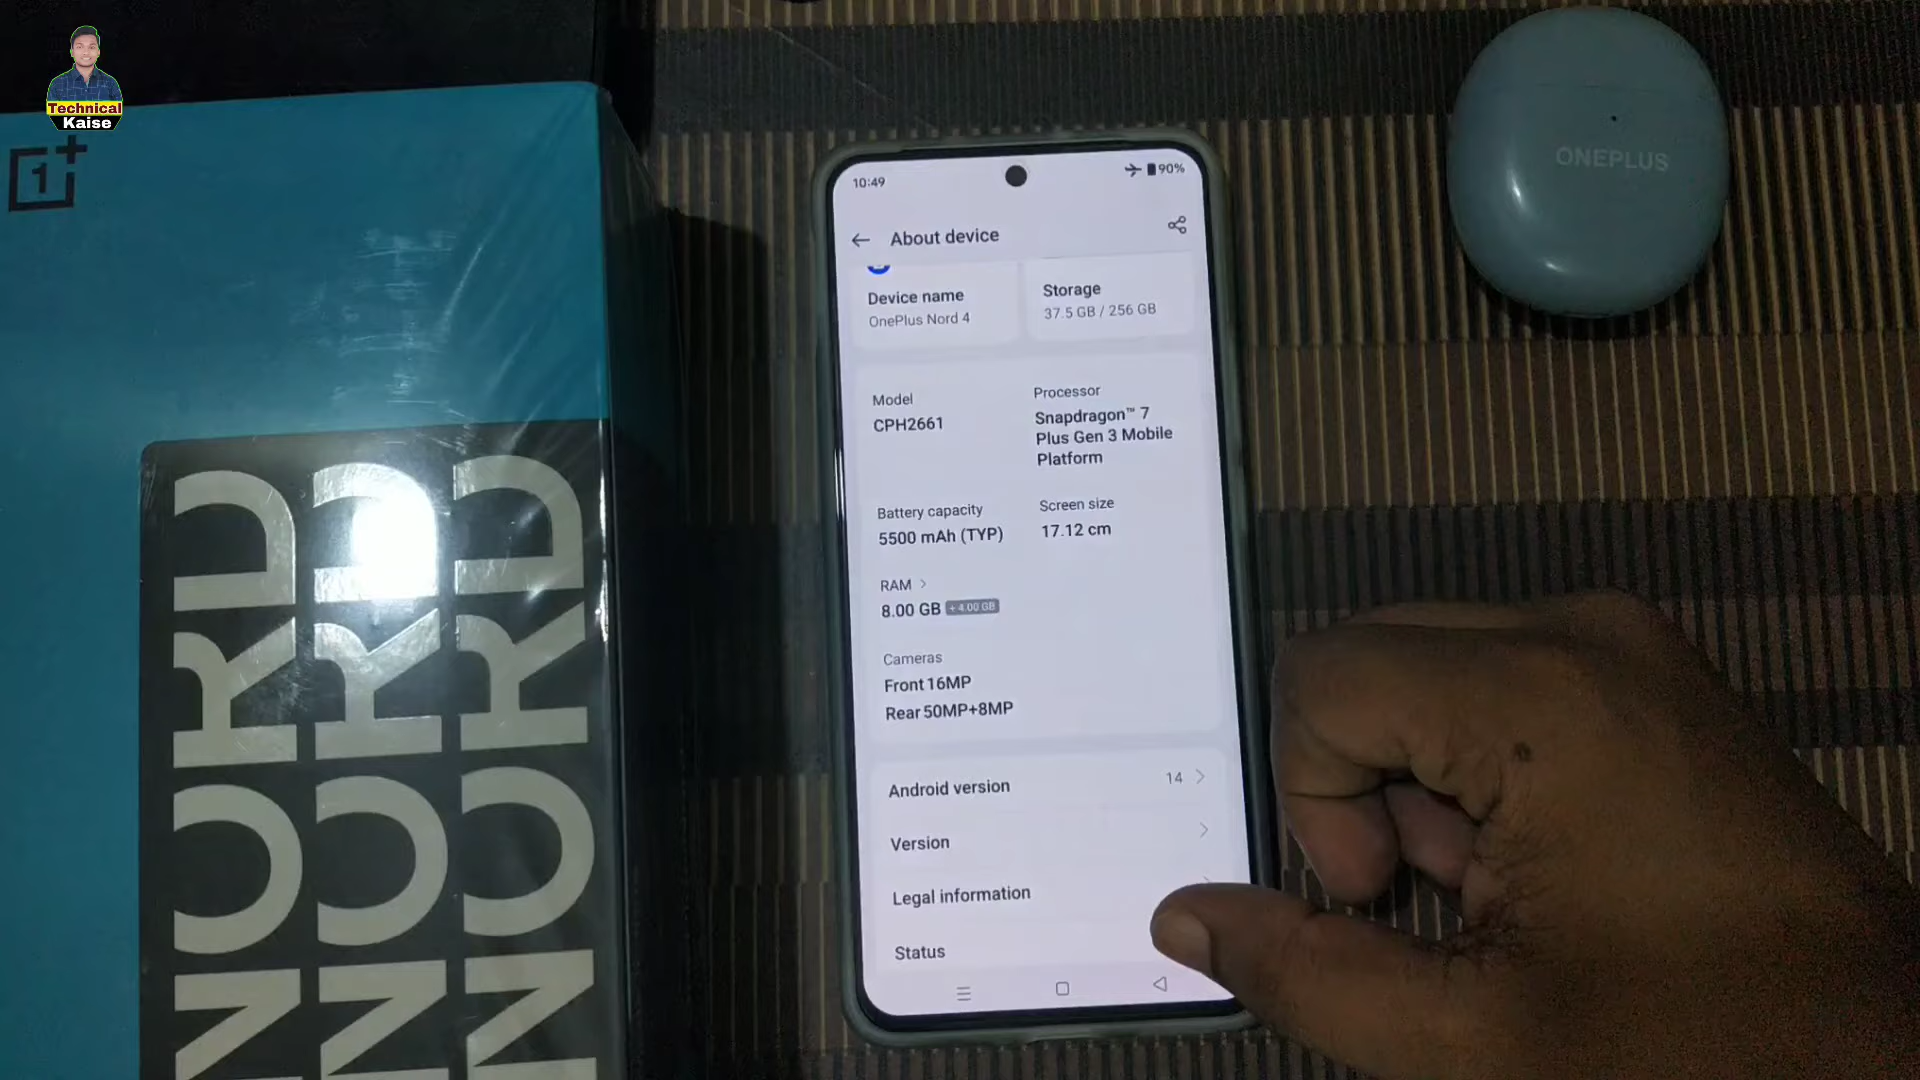 Technical
Kaise
1+
NORD
NORD
NORD
ONEPLUS
10:49
90%
About device
Device name
OnePlus Nord 4
Storage
37.5 GB / 256 GB
Model
CPH2661
Processor
Snapdragon™ 7
Plus Gen 3 Mobile
Platform
Battery capacity
5500 mAh (TYP)
Screen size
17.12 cm
RAM >
8.00 GB + 4.00 GB
Cameras
Front 16MP
Rear 50MP+8MP
Android version 14 >
Version >
Legal information
Status